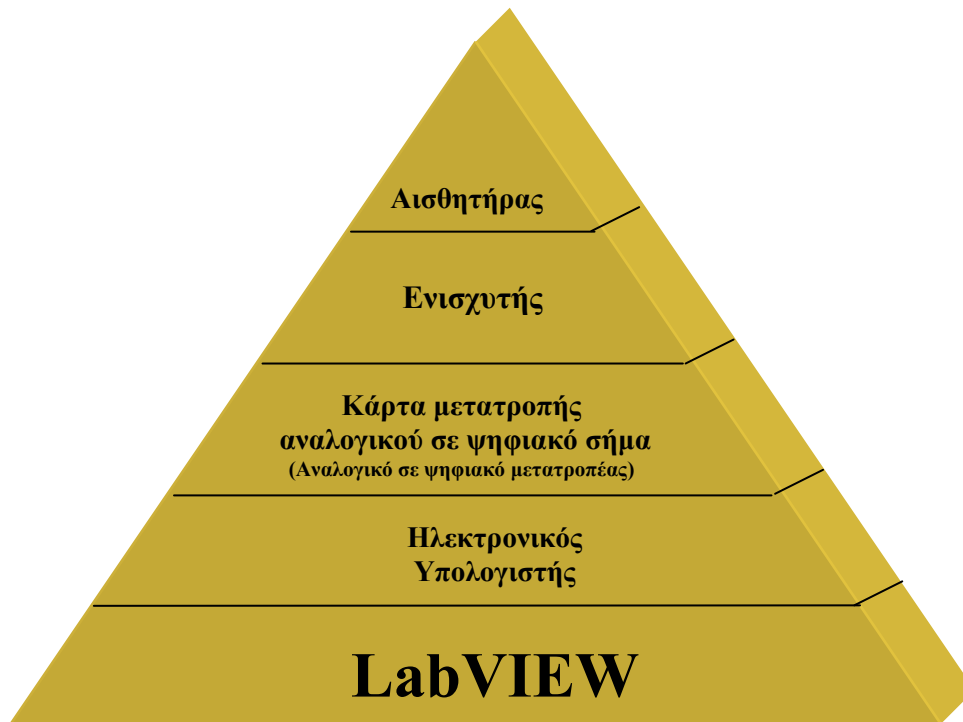 Αισθητήρας
Ενισχυτής
Κάρτα μετατροπής
αναλογικού σε ψηφιακό σήμα
(Αναλογικό σε ψηφιακό μετατροπέας)
Ηλεκτρονικός
Υπολογιστής
LabVIEW